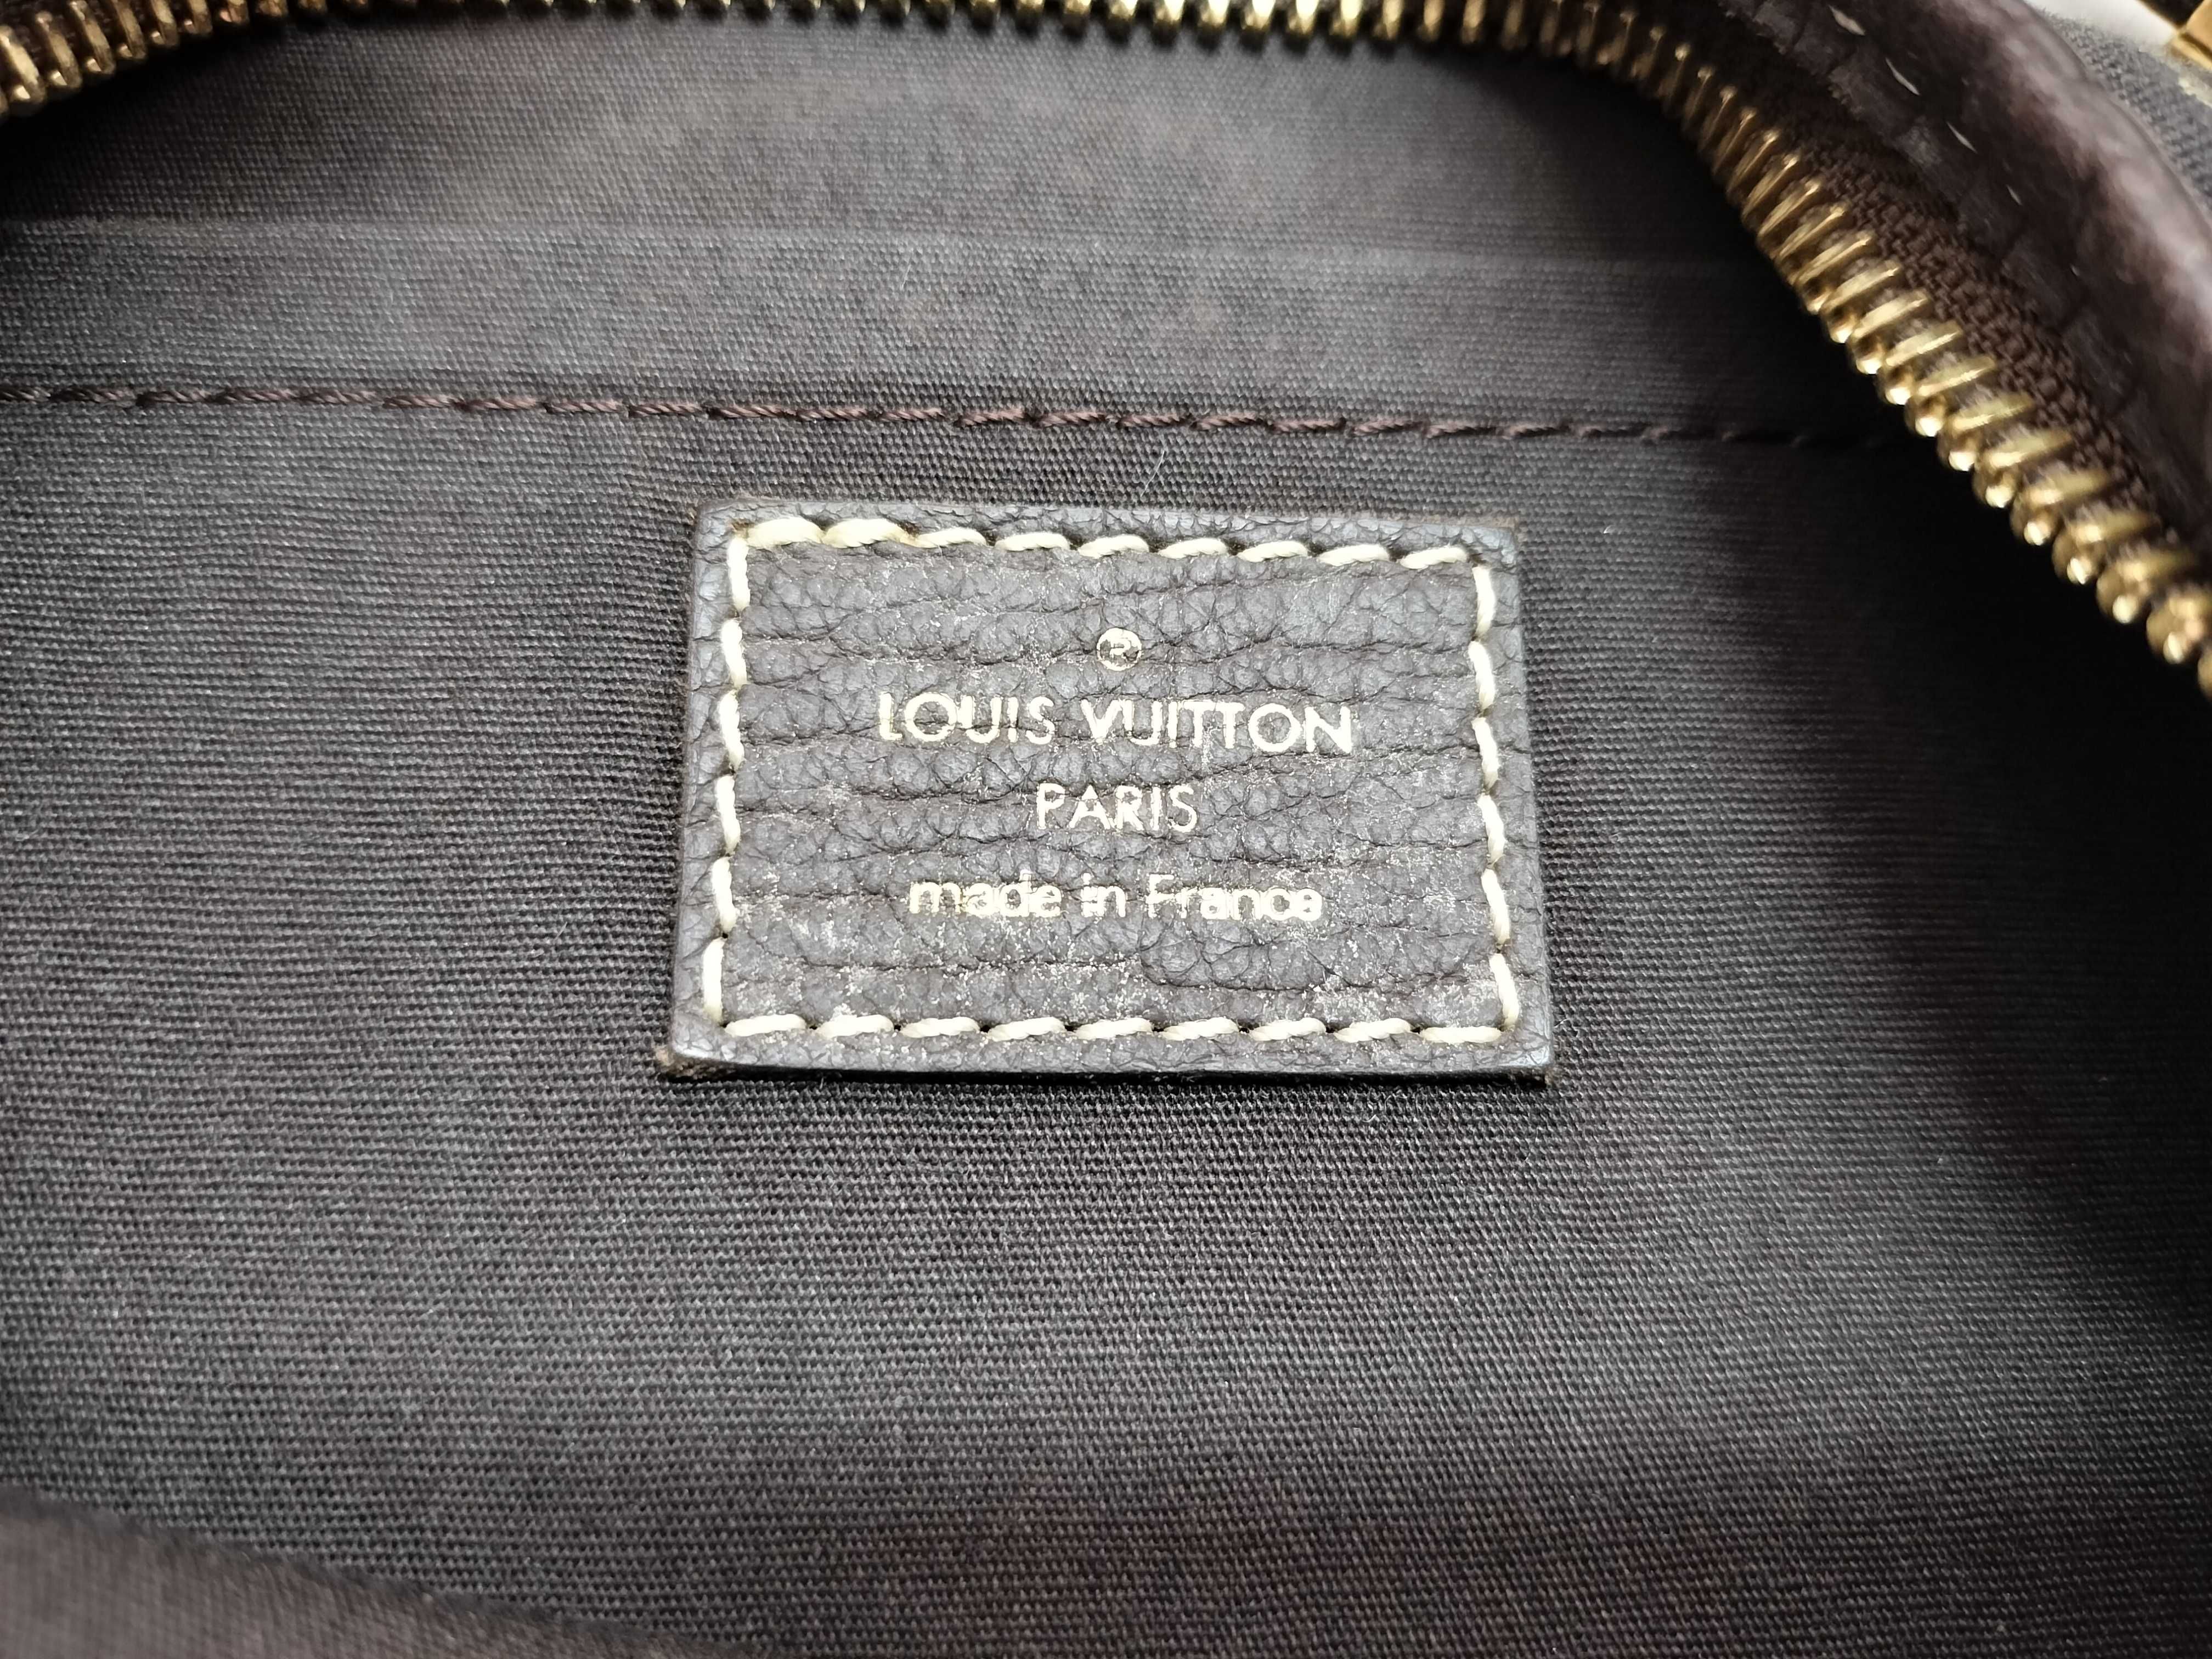 ®
LOUIS VUITTON
PARIS
made in France